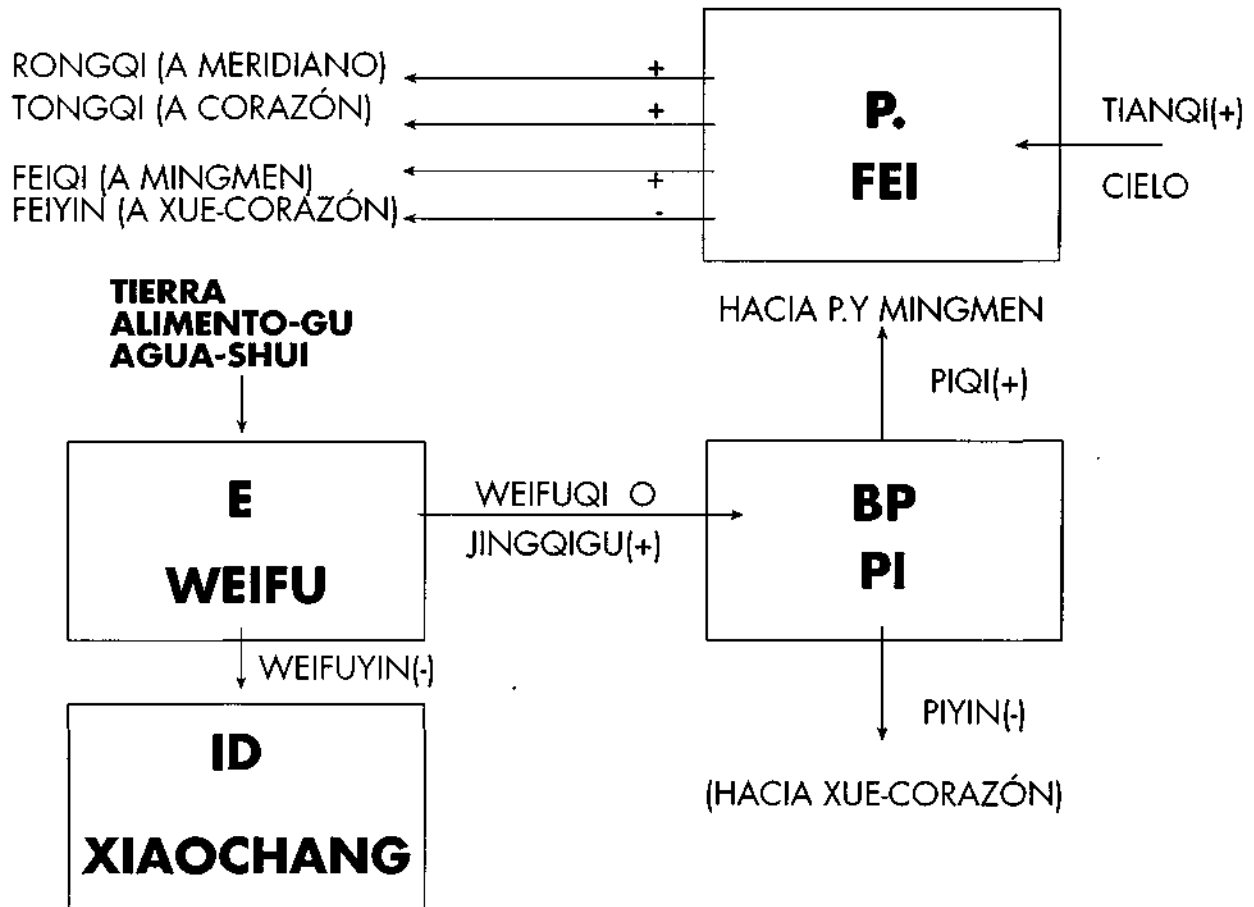 RONGQI (A MERIDIANO)
+
TONGQI (A CORAZÓN)
+
FEIQI (A MINGMEN)
+
FEIYIN (A XUE-CORAZÓN)
-
P.
FEI
TIANQI(+)
CIELO
TIERRA
ALIMENTO-GU
AGUA-SHUI
HACIA P.Y MINGMEN
PIQI(+)
E
WEIFU
WEIFUQI O
JINGQIGU(+)
BP
PI
WEIFUYIN(-)
PIYIN(-)
ID
XIAOCHANG
(HACIA XUE-CORAZÓN)